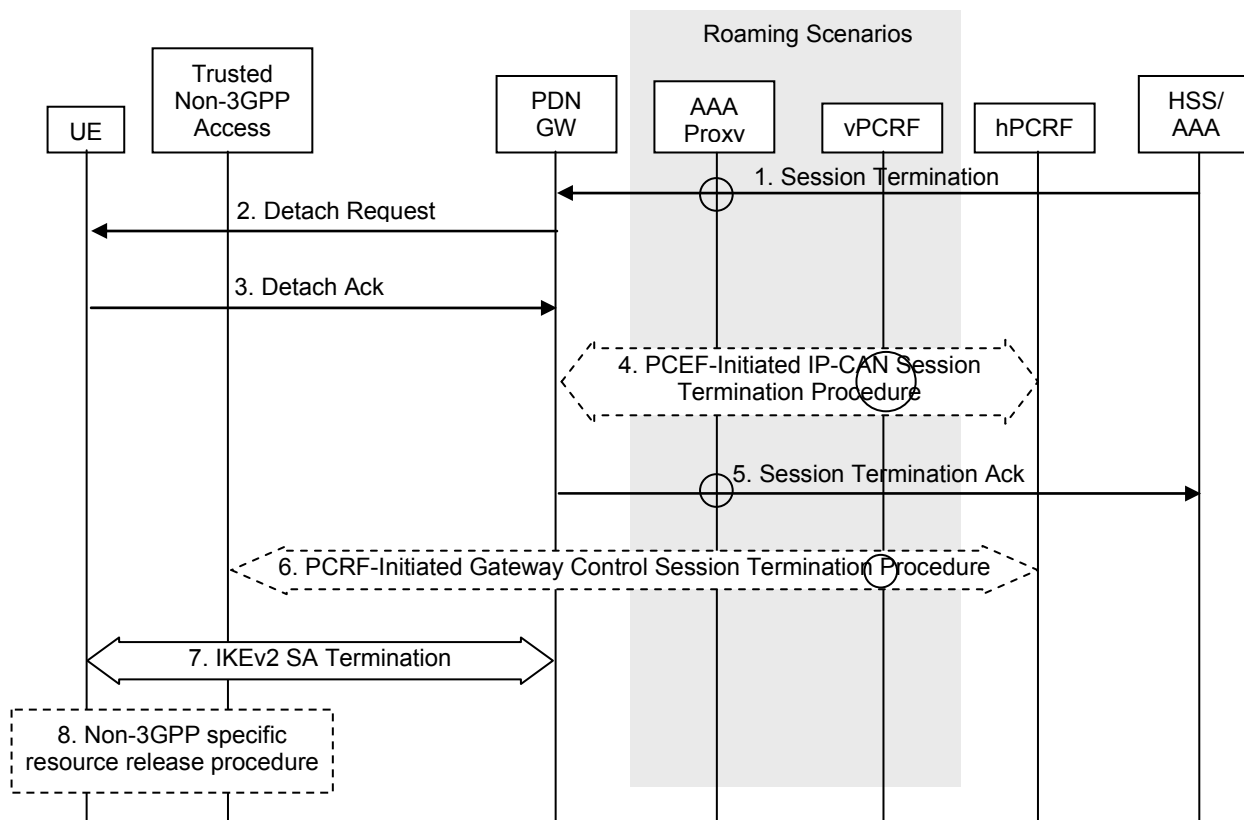 Roaming Scenarios
UE
Trusted
Non-3GPP
Access
PDN
GW
AAA
Proxv
vPCRF
hPCRF
HSS/
AAA
1. Session Termination
2. Detach Request
3. Detach Ack
4. PCEF-Initiated IP-CAN Session
Termination Procedure
5. Session Termination Ack
6. PCRF-Initiated Gateway Control Session Termination Procedure
7. IKEv2 SA Termination
8. Non-3GPP specific
resource release procedure